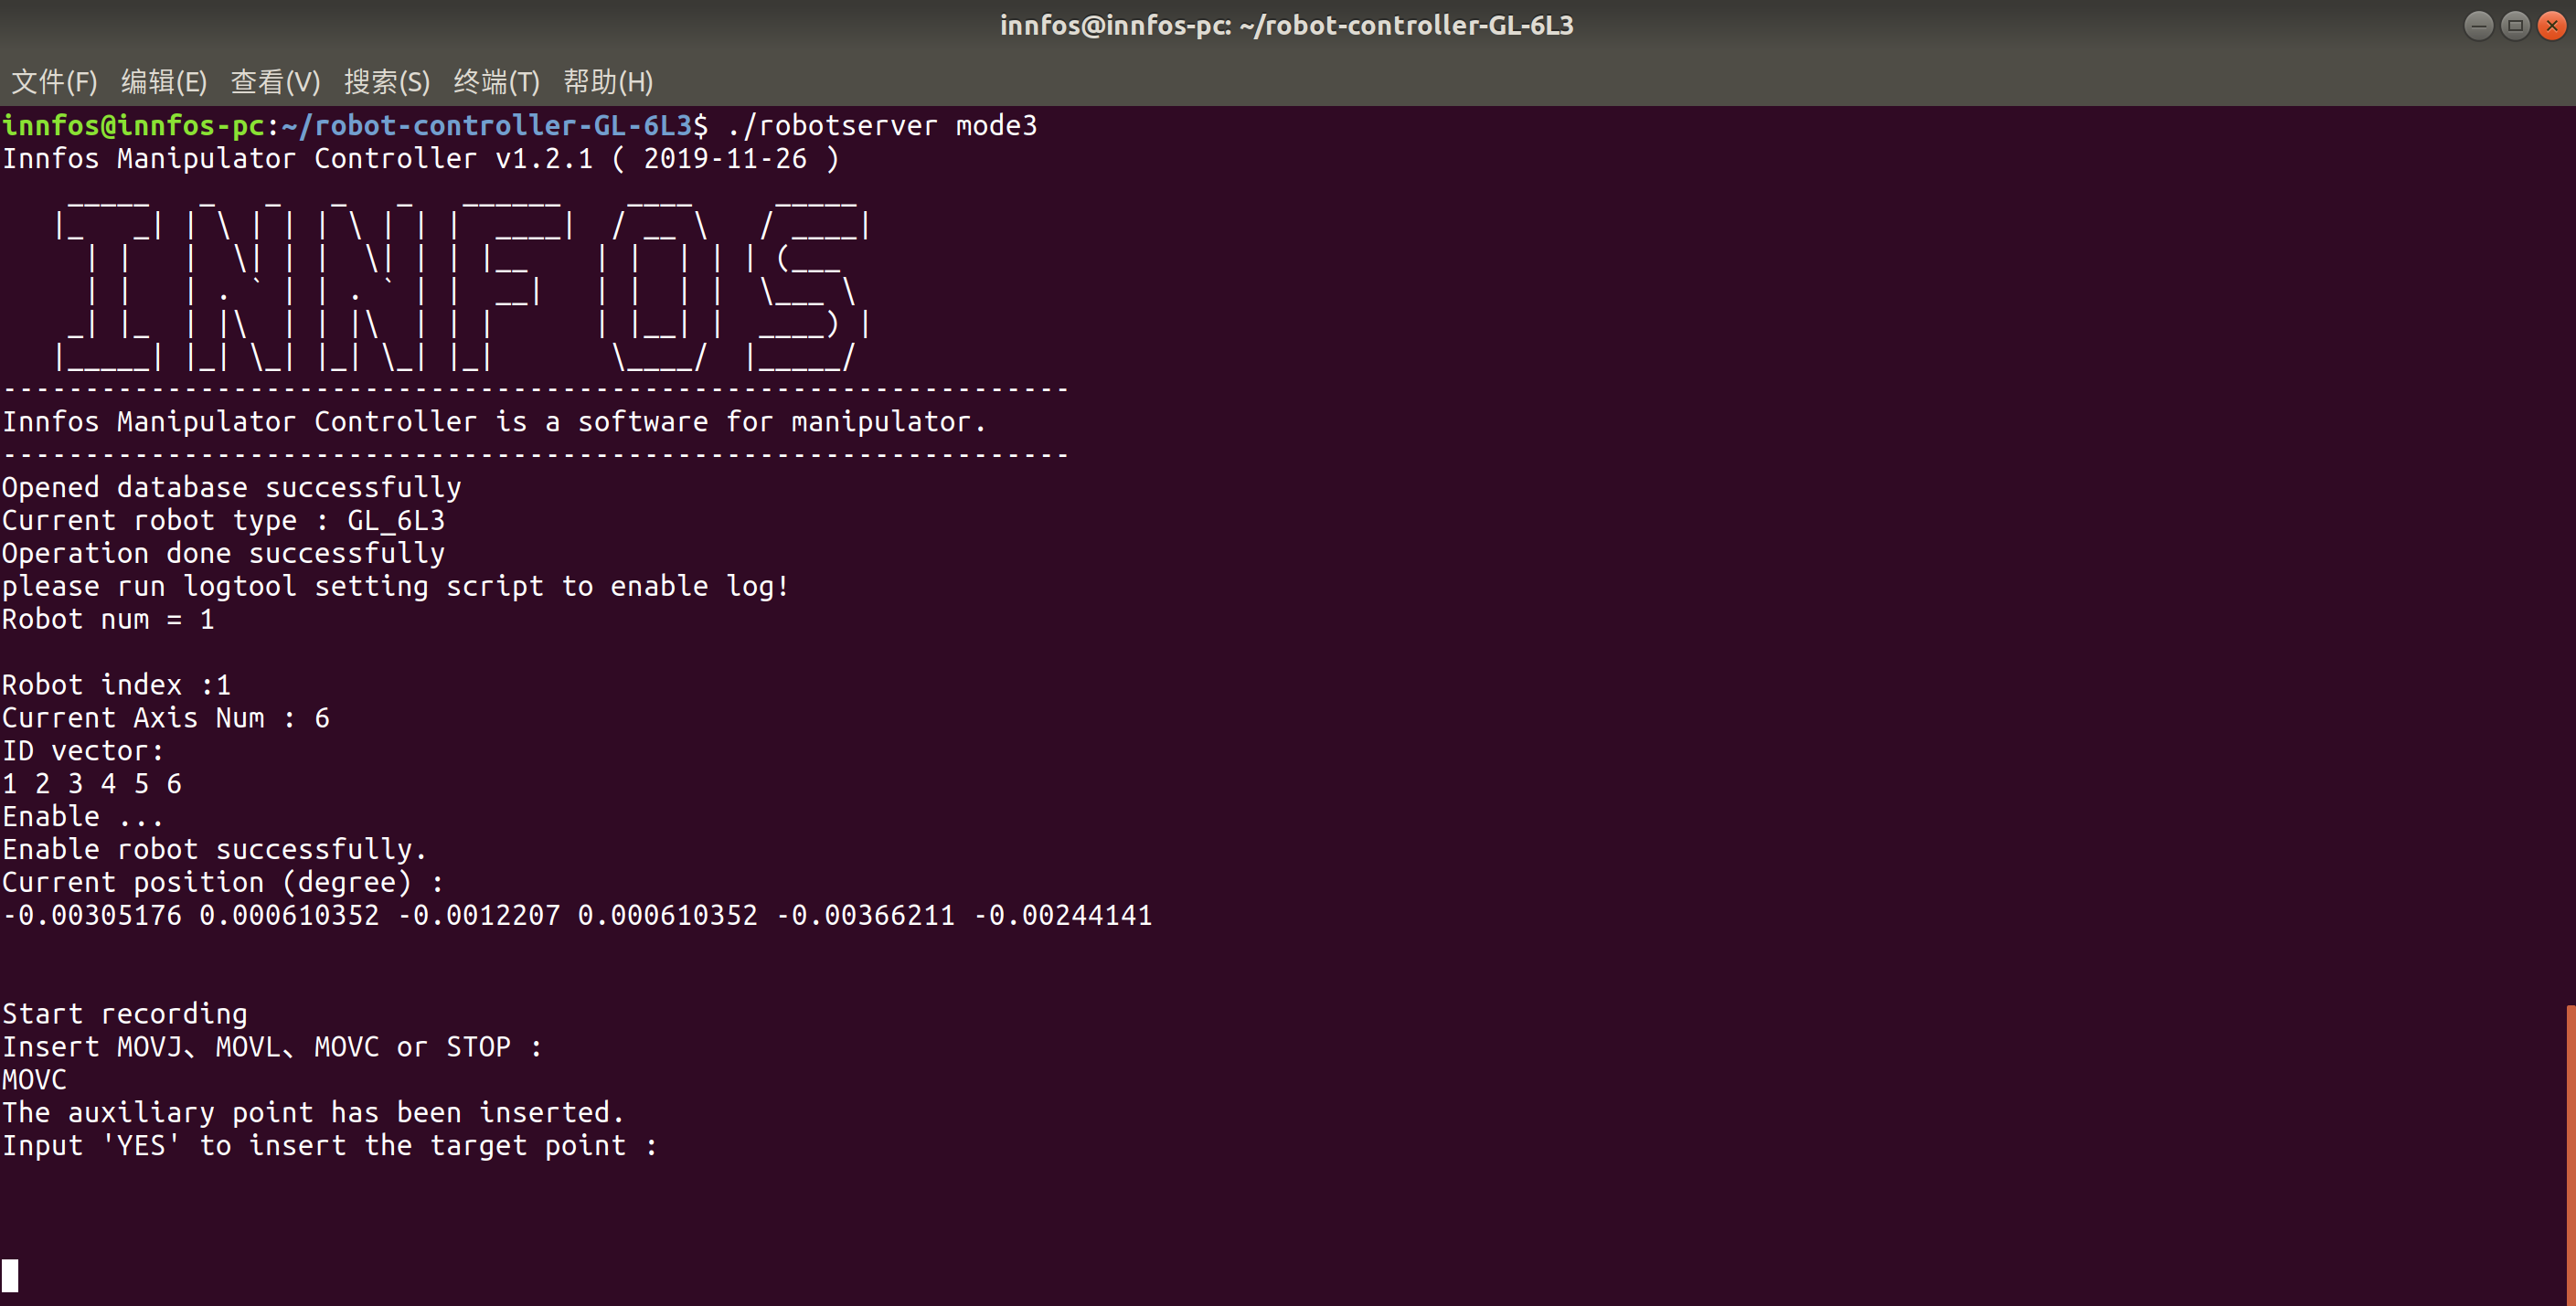 innfos@innfos-pc: ~/robot-controller-GL-6L3
文件(F) 编辑(E) 查看(V) 搜索(S) 终端(T) 帮助(H)
innfos@innfos-pc:~/robot-controller-GL-6L3$ ./robotserver mode3
Innfos Manipulator Controller v1.2.1 ( 2019-11-26 )
INNFOS
-----------------------------------------------------------------
Innfos Manipulator Controller is a software for manipulator.
-----------------------------------------------------------------
Opened database successfully
Current robot type : GL_6L3
Operation done successfully
please run logtool setting script to enable log!
Robot num = 1
Robot index :1
Current Axis Num : 6
ID vector:
1 2 3 4 5 6
Enable ...
Enable robot successfully.
Current position (degree) :
-0.00305176 0.000610352 -0.0012207 0.000610352 -0.00366211 -0.00244141
Start recording
Insert MOVJ、MOVL、MOVC or STOP :
MOVC
The auxiliary point has been inserted.
Input 'YES' to insert the target point :